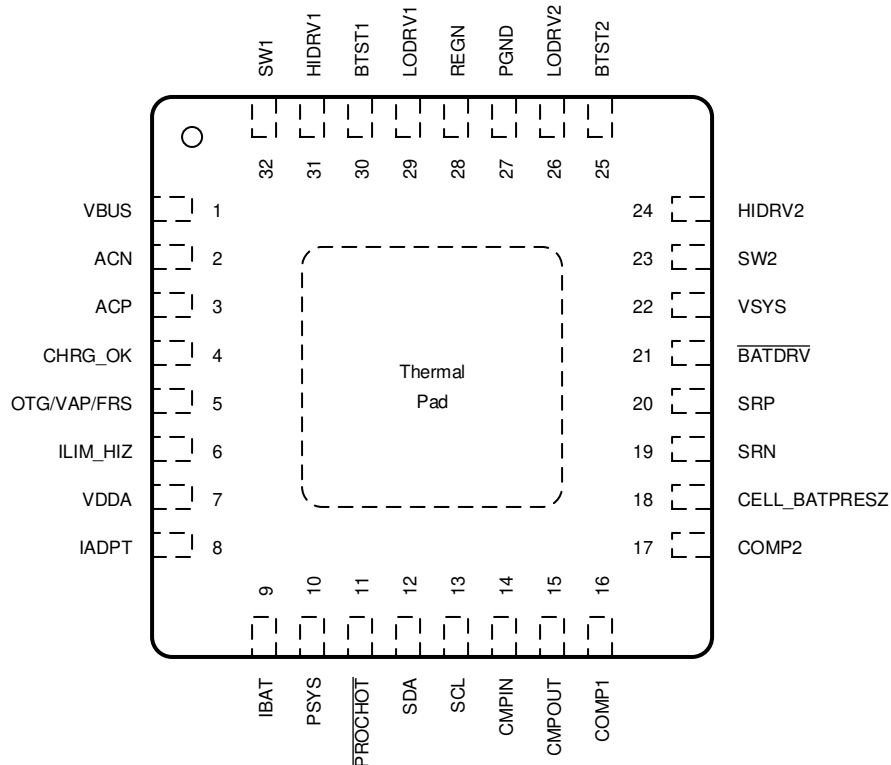 SW1
HIDRV1
BTST1
LODRV1
REGN
PGND
LODRV2
BTST2
32
31
30
29
28
27
26
25
VBUS 1
ACN 2
ACP 3
CHRG_OK 4
OTG/VAP/FRS 5
ILIM_HIZ 6
VDDA 7
IADPT 8
24 HIDRV2
23 SW2
22 VSYS
21 BATDRV
20 SRP
19 SRN
18 CELL_BATPRESZ
17 COMP2
Thermal
Pad
9
10
11
12
13
14
15
16
IBAT
PSYS
PROCHOT
SDA
SCL
CMPIN
CMPOUT
COMP1